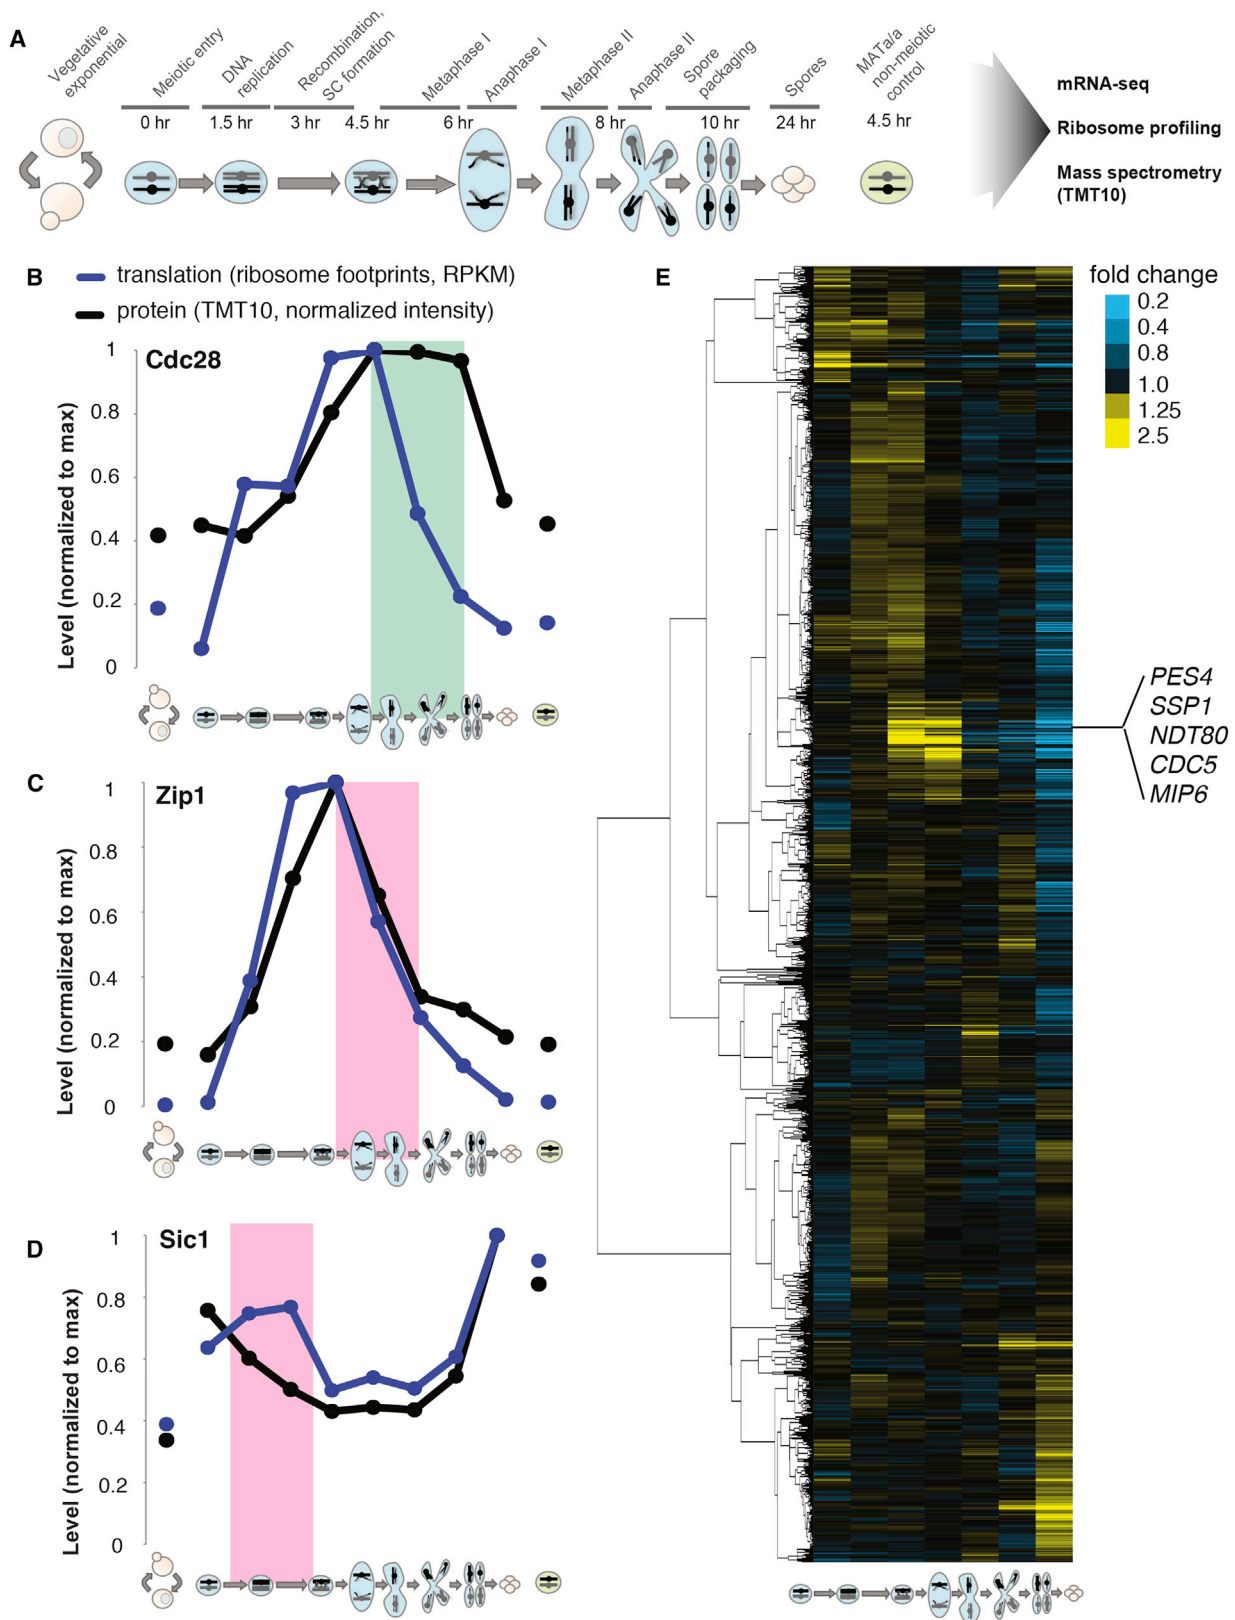 A
Vegetative
exponential
Meiotic entry
DNA
replication
Recombination,
SC formation
Metaphase I
Anaphase I
Metaphase II
Anaphase II
Spore
packaging
Spores
MATa/a
non-meiotic
control
0 hr
1.5 hr
3 hr
4.5 hr
6 hr
8 hr
10 hr
24 hr
4.5 hr
mRNA-seq
Ribosome profiling
Mass spectrometry
(TMT10)
B
translation (ribosome footprints, RPKM)
protein (TMT10, normalized intensity)
Cdc28
Level (normalized to max)
1
0.8
0.6
0.4
0.2
0
C
Zip1
Level (normalized to max)
1
0.8
0.6
0.4
0.2
0
D
Sic1
Level (normalized to max)
1
0.8
0.6
0.4
0.2
0
E
fold change
0.2
0.4
0.8
1.0
1.25
2.5
PES4
SSP1
NDT80
CDC5
MIP6